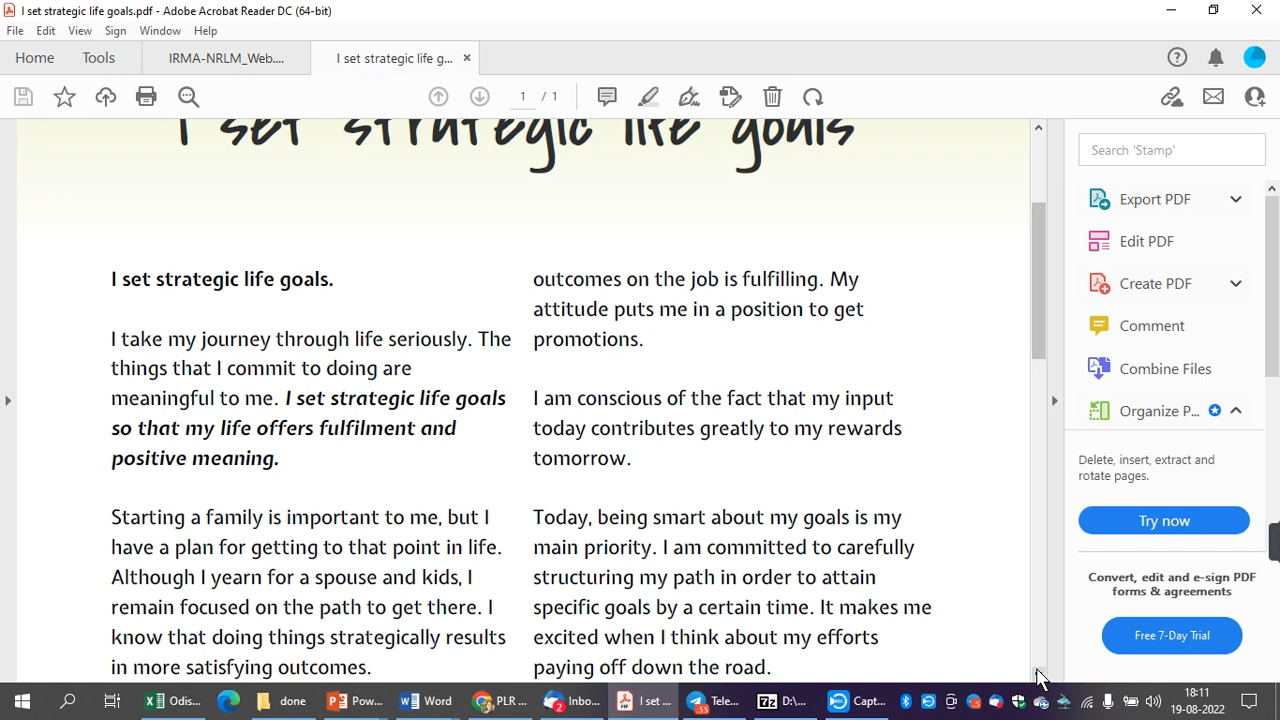 I set strategic life goals.pdf - Adobe Acrobat Reader DC (64-bit)
File Edit View Sign Window Help
Home Tools IRMA-NRLM_Web.... I set strategic life g...
1 / 1
I set strategic life goals
I set strategic life goals.
I take my journey through life seriously. The
things that I commit to doing are
meaningful to me. I set strategic life goals
so that my life offers fulfilment and
positive meaning.
Starting a family is important to me, but I
have a plan for getting to that point in life.
Although I yearn for a spouse and kids, I
remain focused on the path to get there. I
know that doing things strategically results
in more satisfying outcomes.
outcomes on the job is fulfilling. My
attitude puts me in a position to get
promotions.
I am conscious of the fact that my input
today contributes greatly to my rewards
tomorrow.
Today, being smart about my goals is my
main priority. I am committed to carefully
structuring my path in order to attain
specific goals by a certain time. It makes me
excited when I think about my efforts
paying off down the road.
Search 'Stamp'
Export PDF
Edit PDF
Create PDF
Comment
Combine Files
Organize P...
Delete, insert, extract and
rotate pages.
Try now
Convert, edit and e-sign PDF
forms & agreements
Free 7-Day Trial
Odis... done Pow... Word PLR ... Inbo... I set ... Tele... D:\... Capt...
18:11
19-08-2022